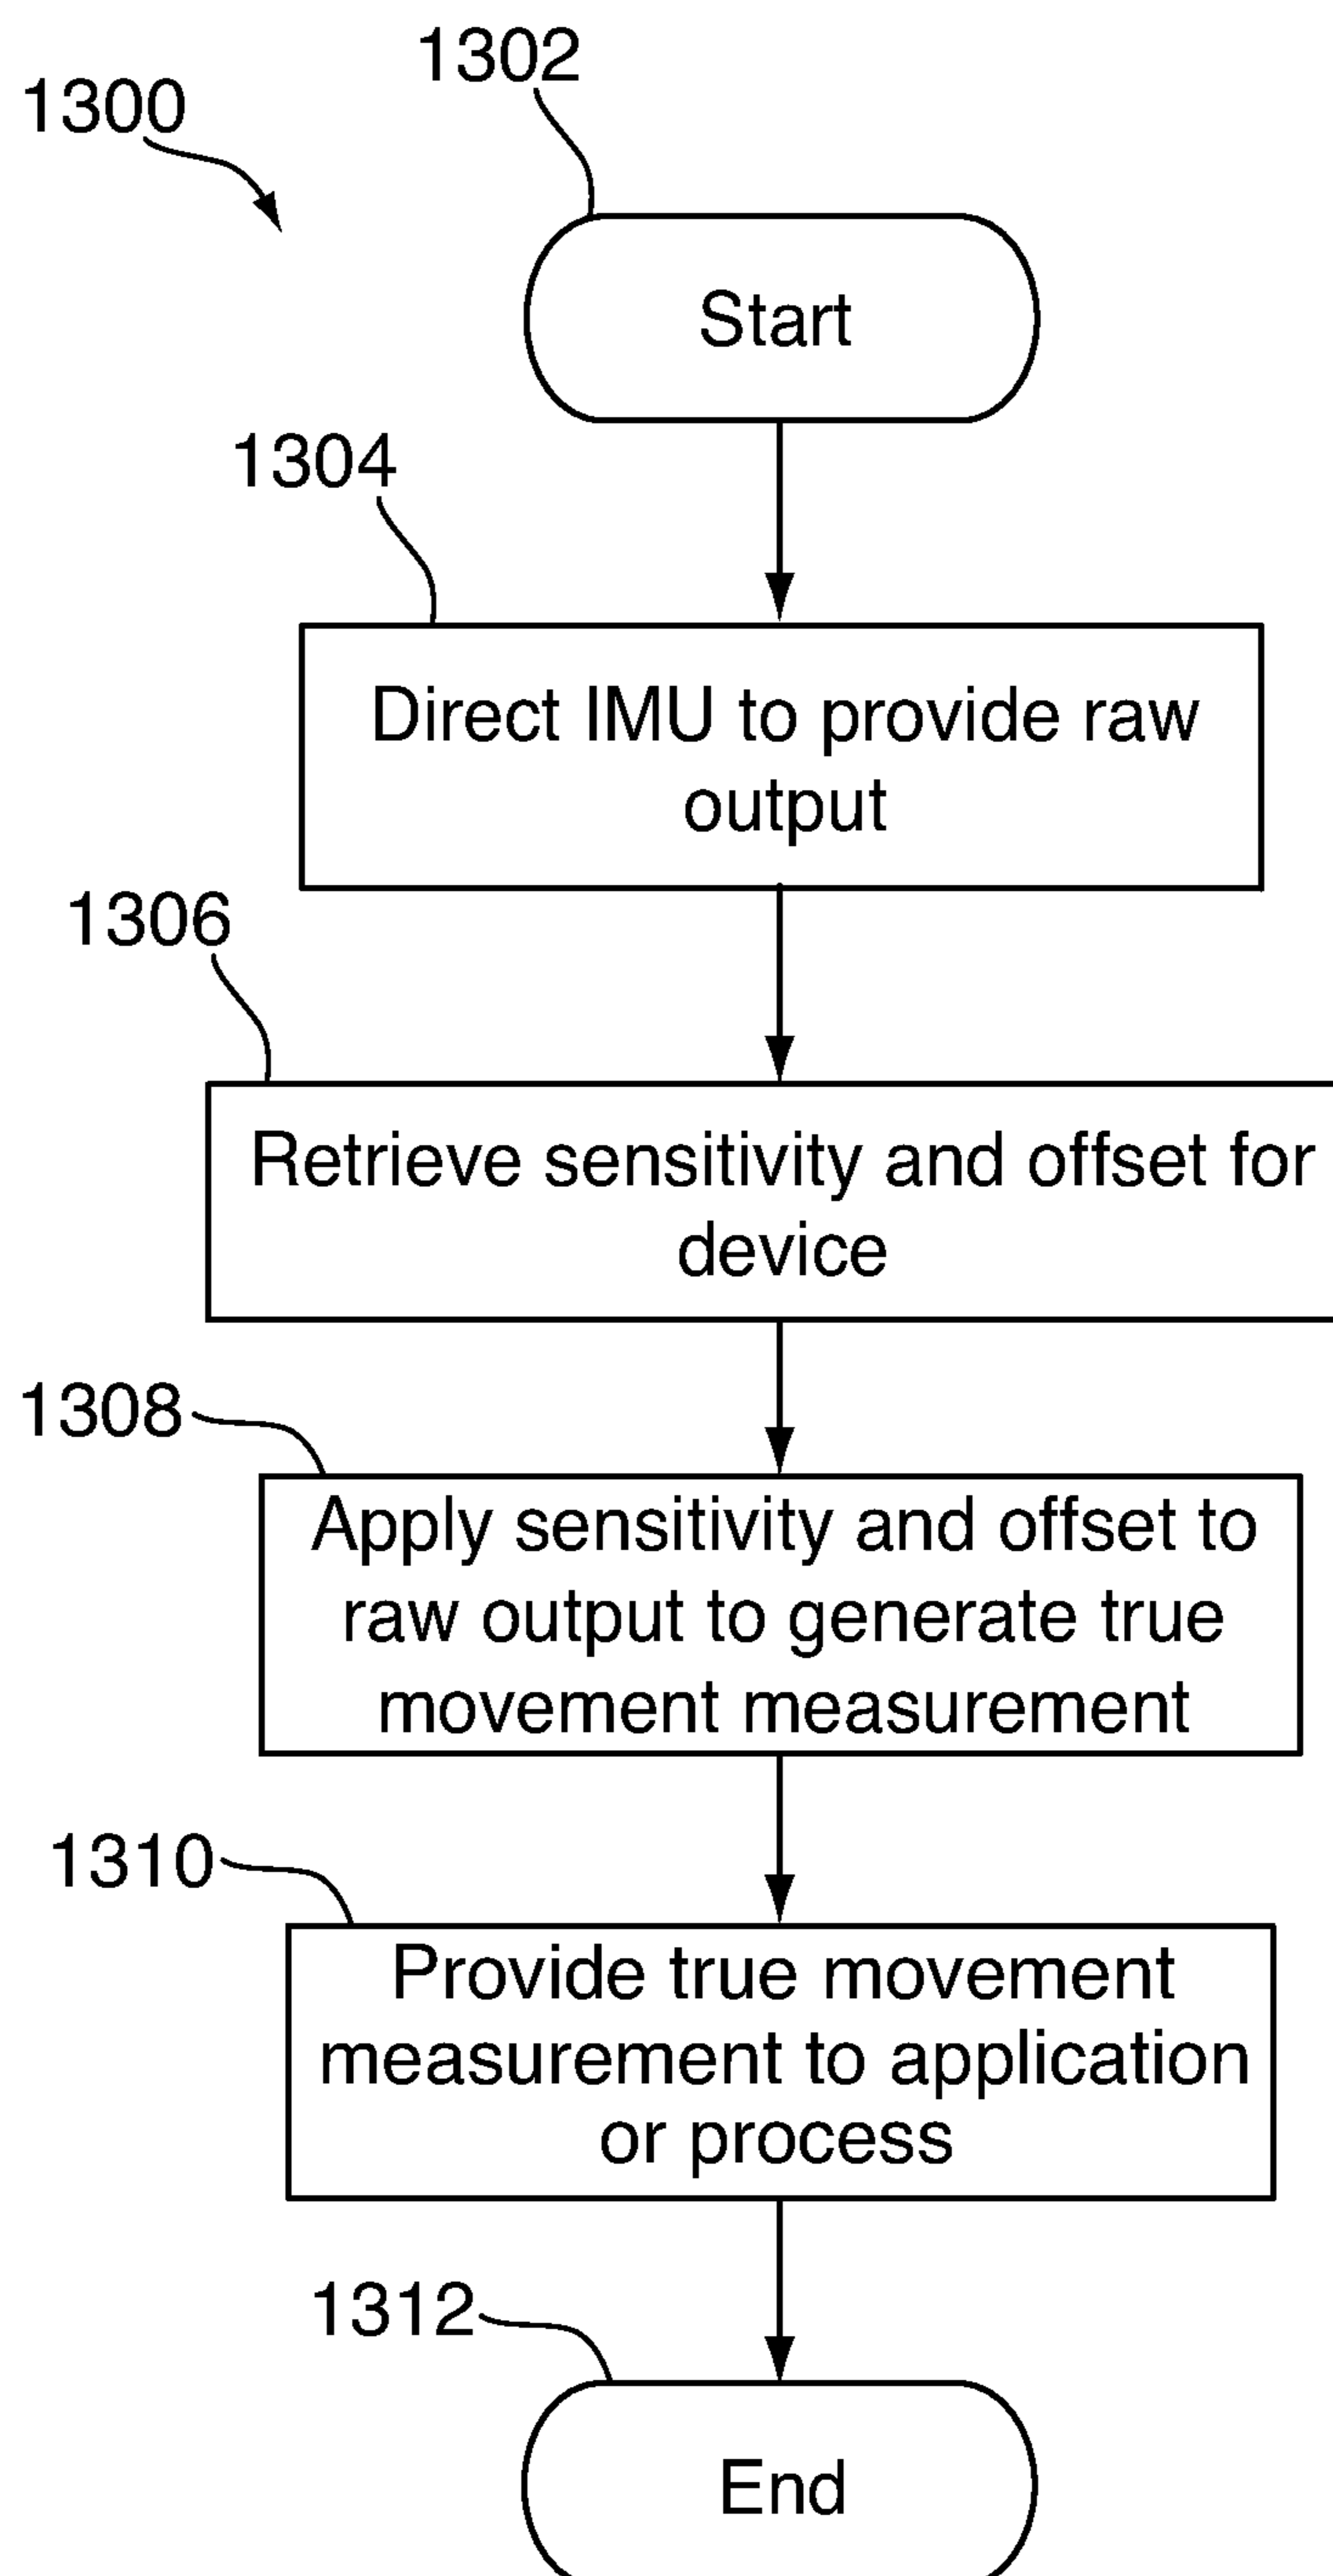 1302
1300
Start
1304
Direct IMU to provide raw
output
1306
Retrieve sensitivity and offset for
device
1308
Apply sensitivity and offset to
raw output to generate true
movement measurement
1310
Provide true movement
measurement to application
or process
1312
End